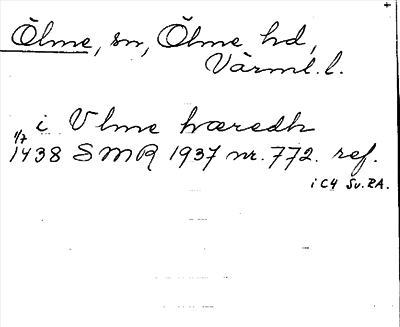 Ölme, sn, Ölme hd,
Värml. l.
i Vlme hæredh
1/7
1438 SMR 1937 nr. 772. ref.
i C4 Sv. RA.